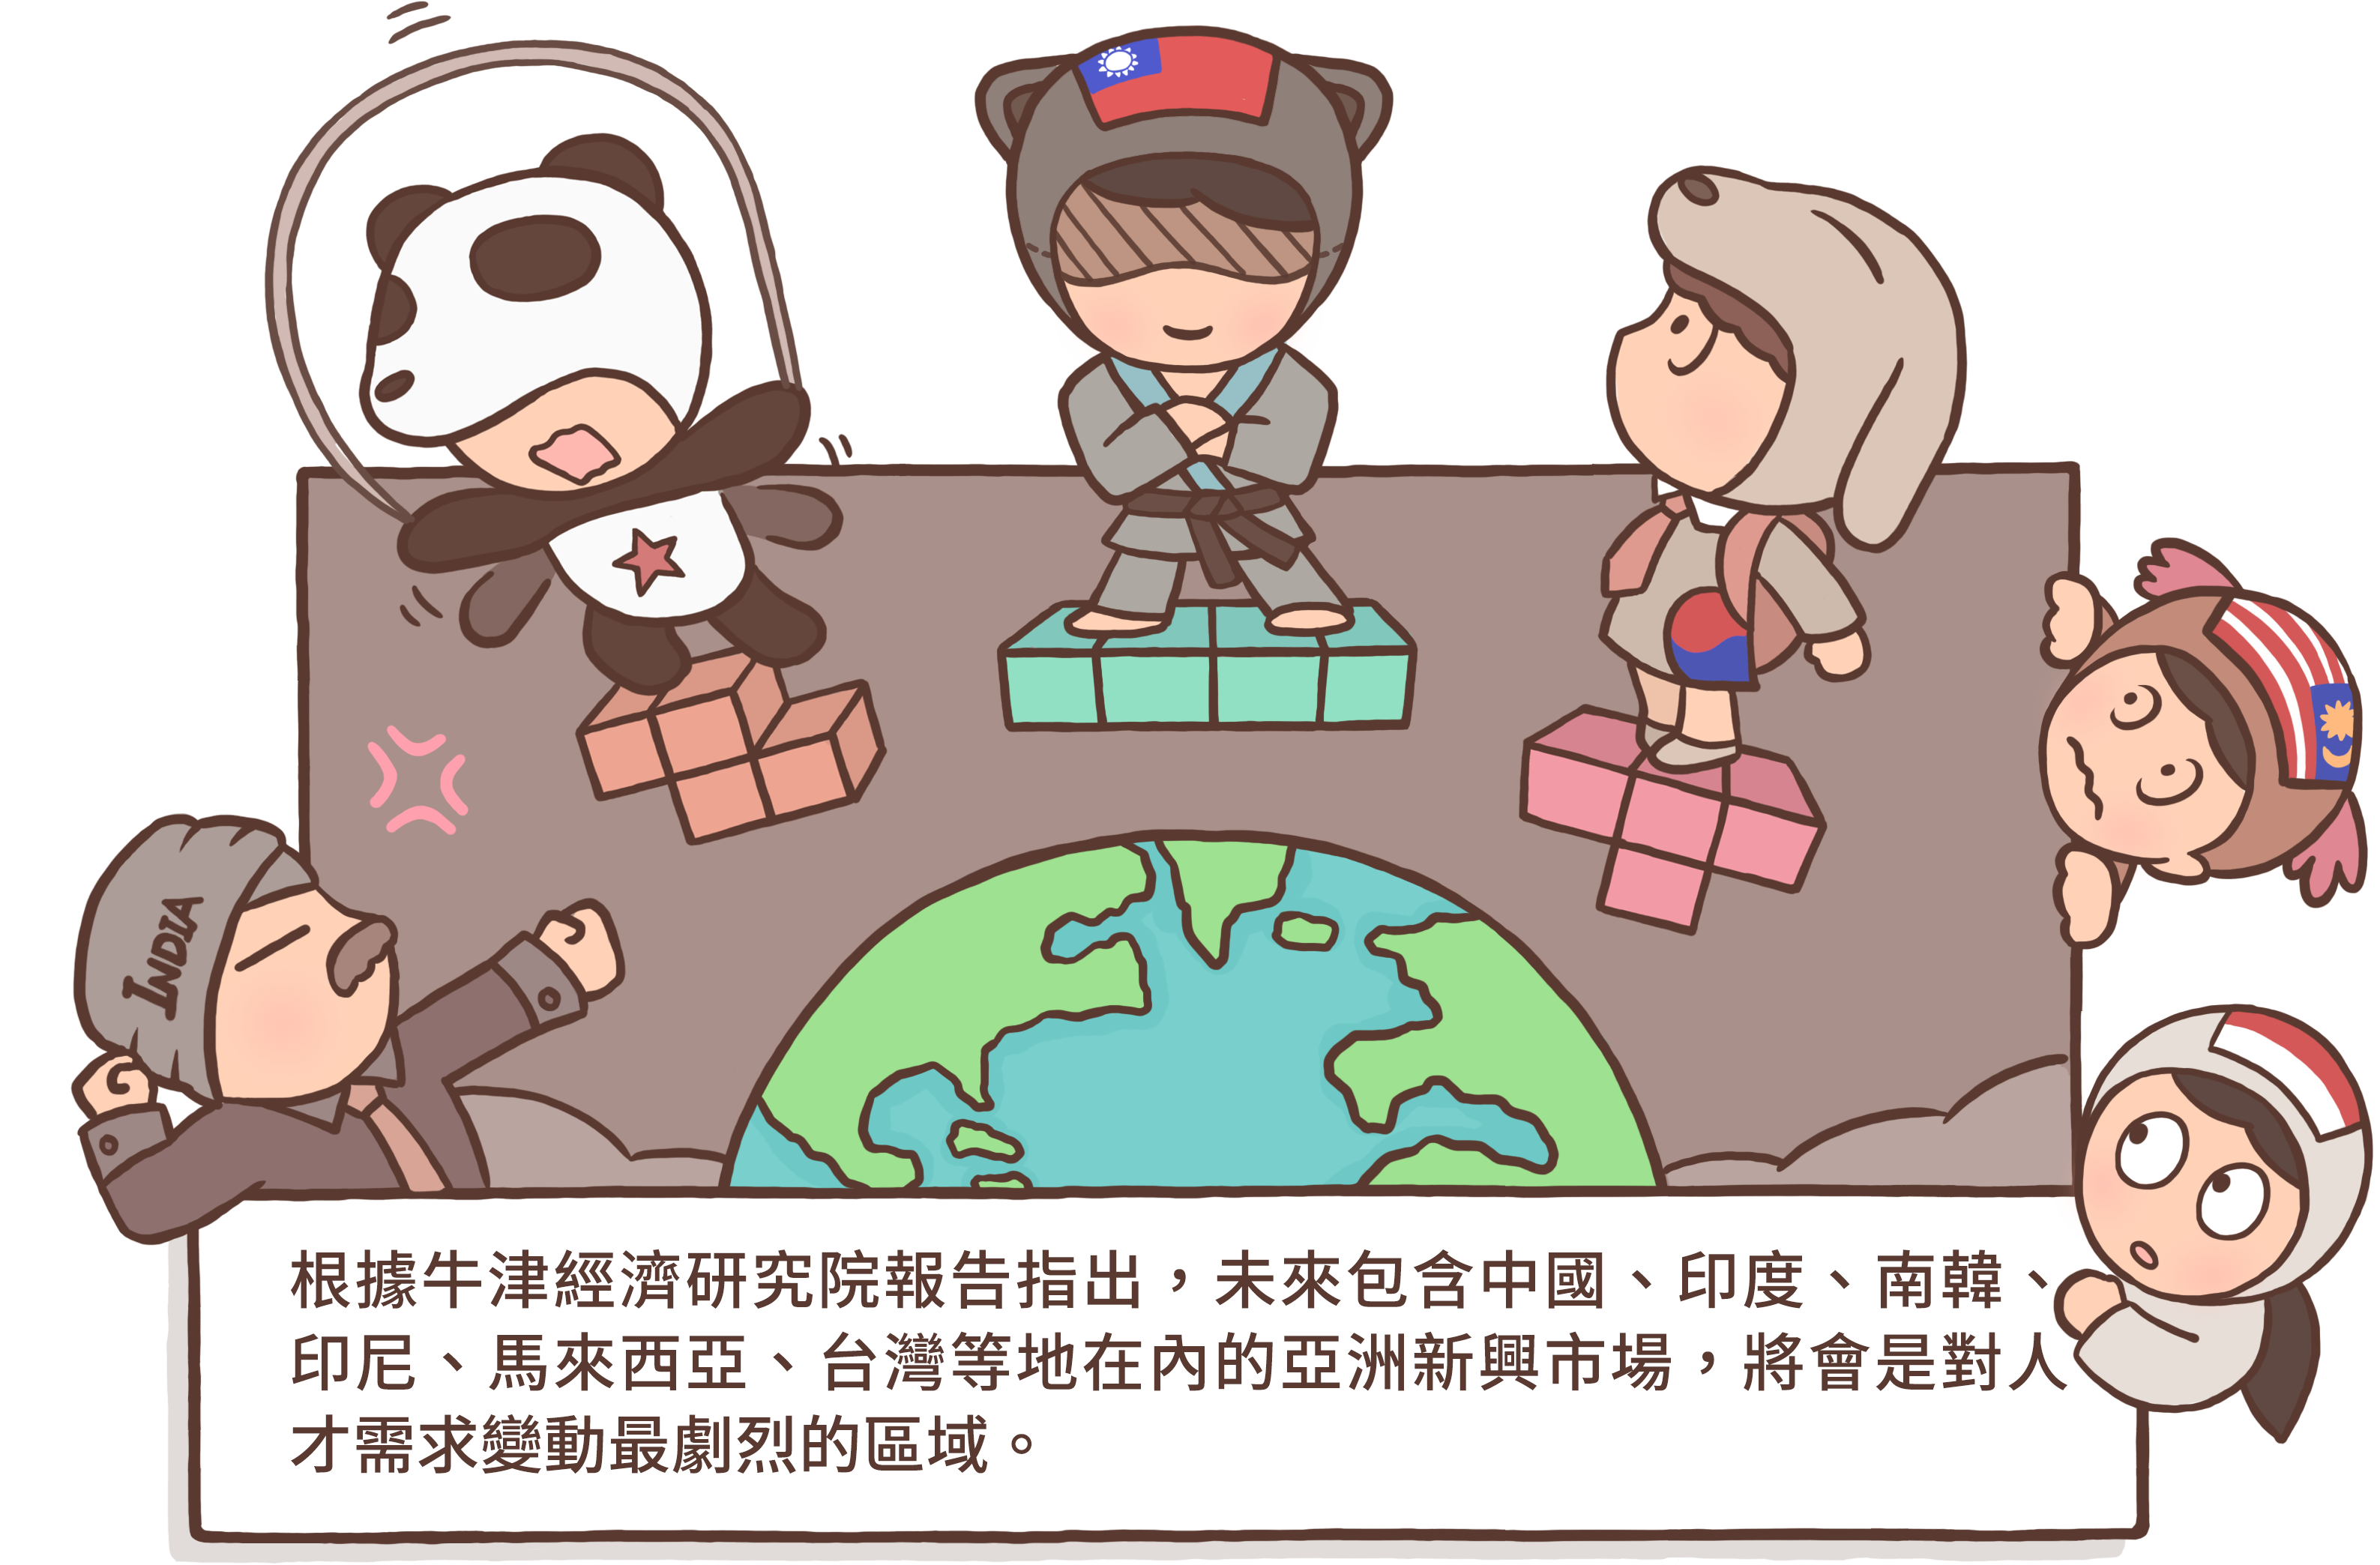 INDIA
根據牛津經濟研究院報告指出，未來包含中國、印度、南韓、
印尼、馬來西亞、台灣等地在內的亞洲新興市場，將會是對人
才需求變動最劇烈的區域。